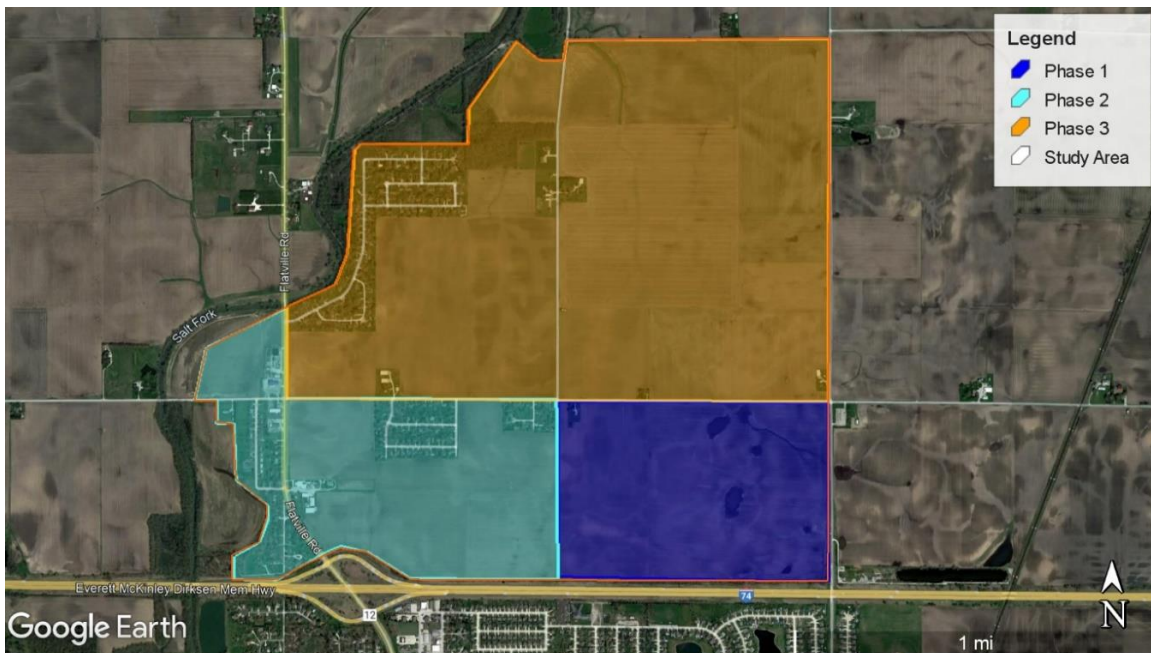 Legend
Phase 1
Phase 2
Phase 3
Study Area
Flatville Rd
Salt Fork
Flatville Rd
Everett McKinley Dirksen Mem Hwy
74
12
Google Earth
1 mi
N